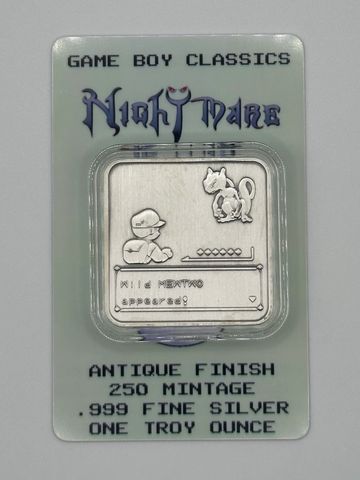 GAME BOY CLASSICS
NIGHTMARE
Wild MEWTWO
appeared!
ANTIQUE FINISH
250 MINTAGE
.999 FINE SILVER
ONE TROY OUNCE